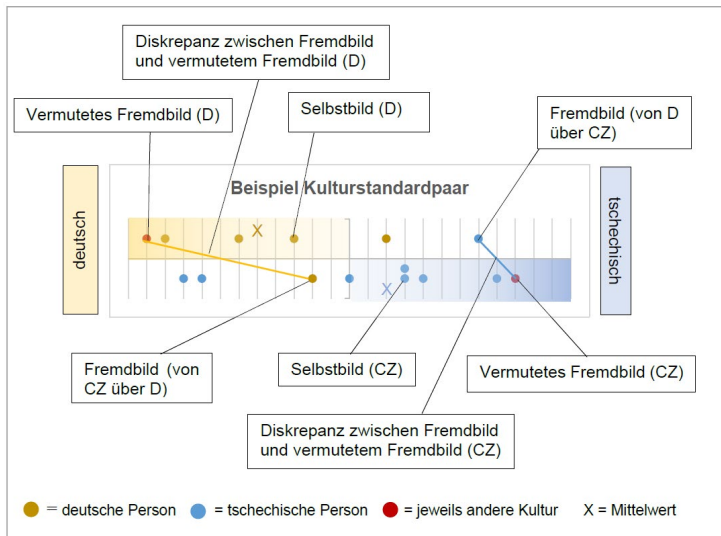 Diskrepanz zwischen Fremdbild
und vermutetem Fremdbild (D)
Vermutetes Fremdbild (D)
Selbstbild (D)
Fremdbild (von D
über CZ)
deutsch
Beispiel Kulturstandardpaar
tschechisch
X
X
Fremdbild (von
CZ über D)
Selbstbild (CZ)
Vermutetes Fremdbild (CZ)
Diskrepanz zwischen Fremdbild
und vermutetem Fremdbild (CZ)
= deutsche Person
= tschechische Person
= jeweils andere Kultur
X = Mittelwert